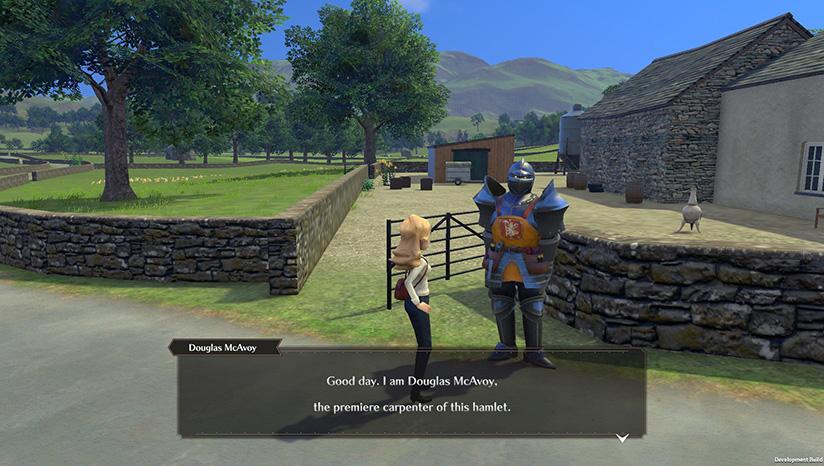 Douglas McAvoy
Good day. I am Douglas McAvoy,
the premiere carpenter of this hamlet.
Development Build